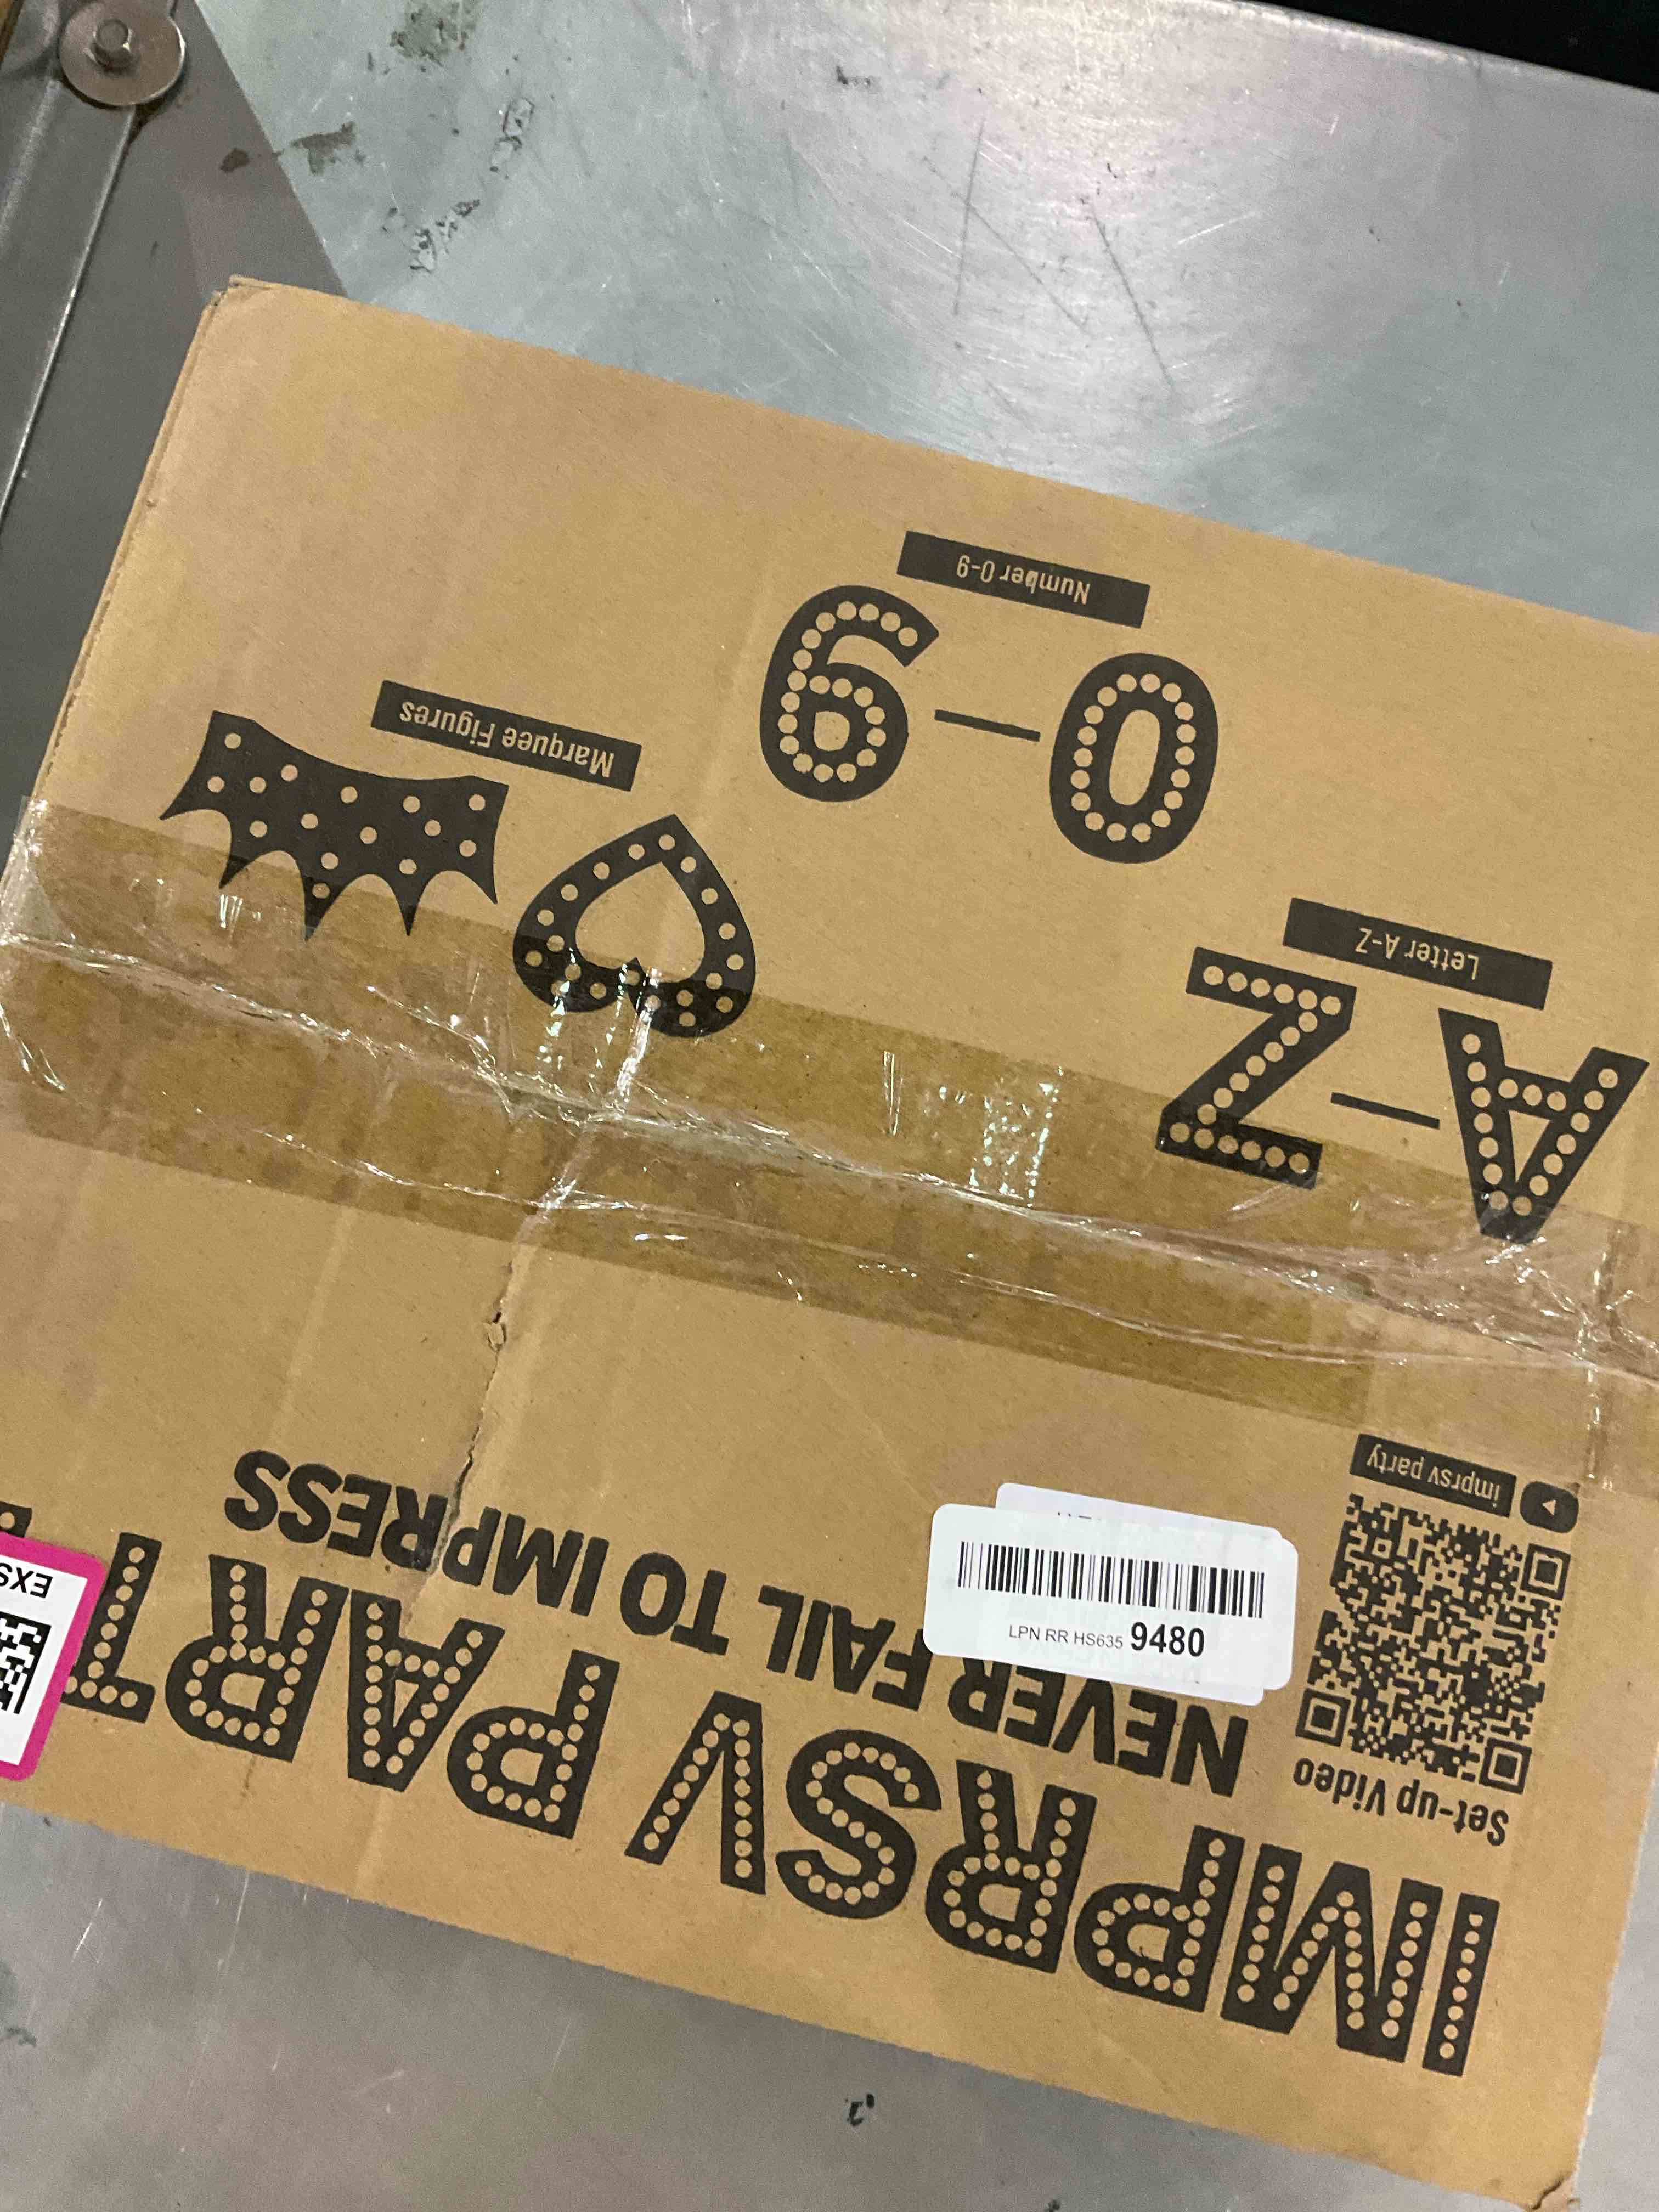 IMPRSV PART
NEVER FAIL TO IMPRESS
Set-up Video
imprsv party
LPN RR HS635 9480
EXS
A-Z
Letter A-Z
0-9
Number 0-9
Marquee Figures